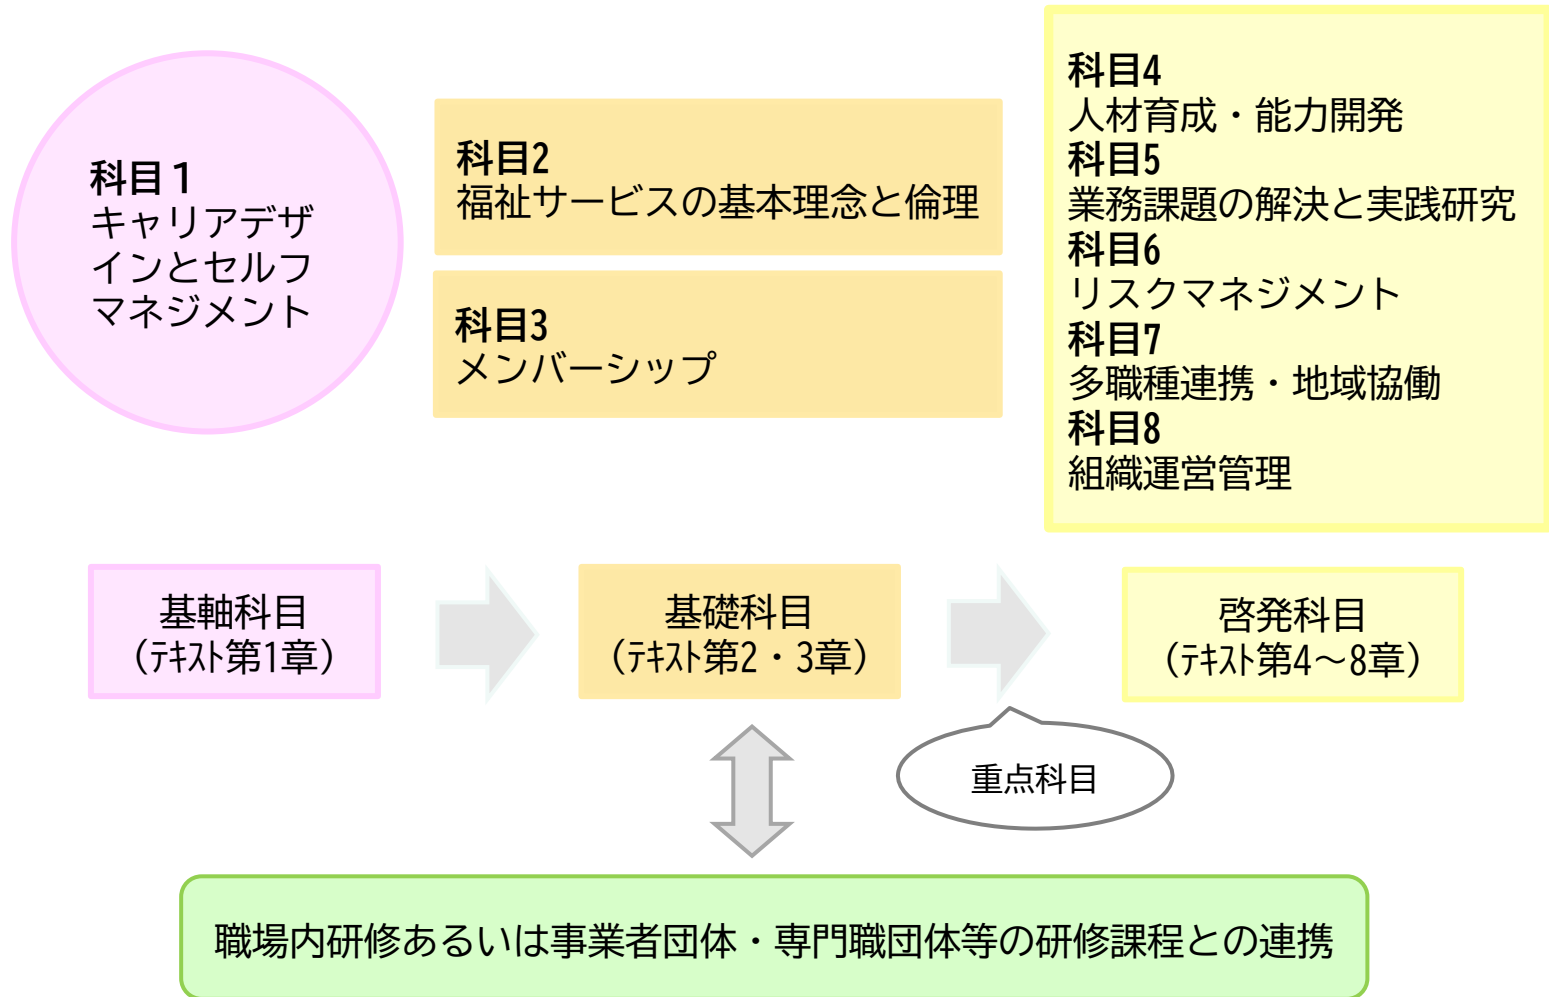 科目１
キャリアデザ
インとセルフ
マネジメント
科目2
福祉サービスの基本理念と倫理
科目3
メンバーシップ
科目4
人材育成・能力開発
科目5
業務課題の解決と実践研究
科目6
リスクマネジメント
科目7
多職種連携・地域協働
科目8
組織運営管理
基軸科目
（ﾃｷｽﾄ第1章）
基礎科目
（ﾃｷｽﾄ第2・3章）
啓発科目
（ﾃｷｽﾄ第4～8章）
重点科目
職場内研修あるいは事業者団体・専門職団体等の研修課程との連携